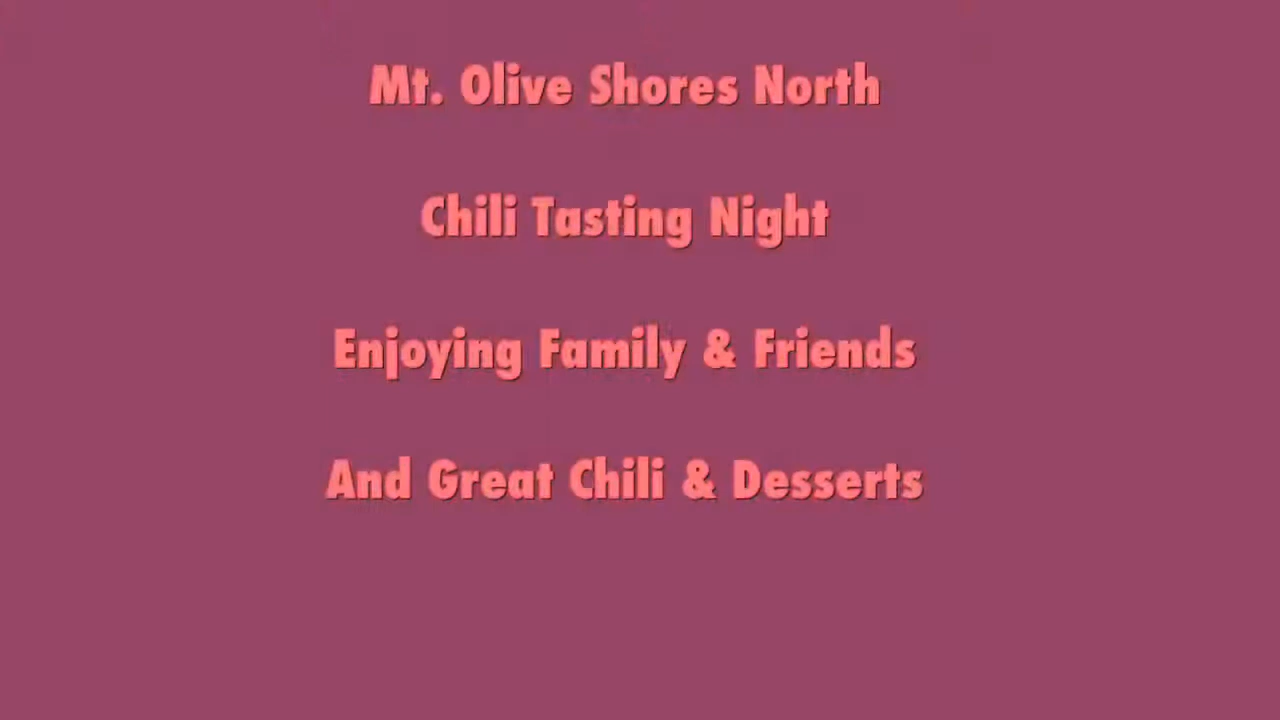 Mt. Olive Shores North
Chili Tasting Night
Enjoying Family & Friends
And Great Chili & Desserts